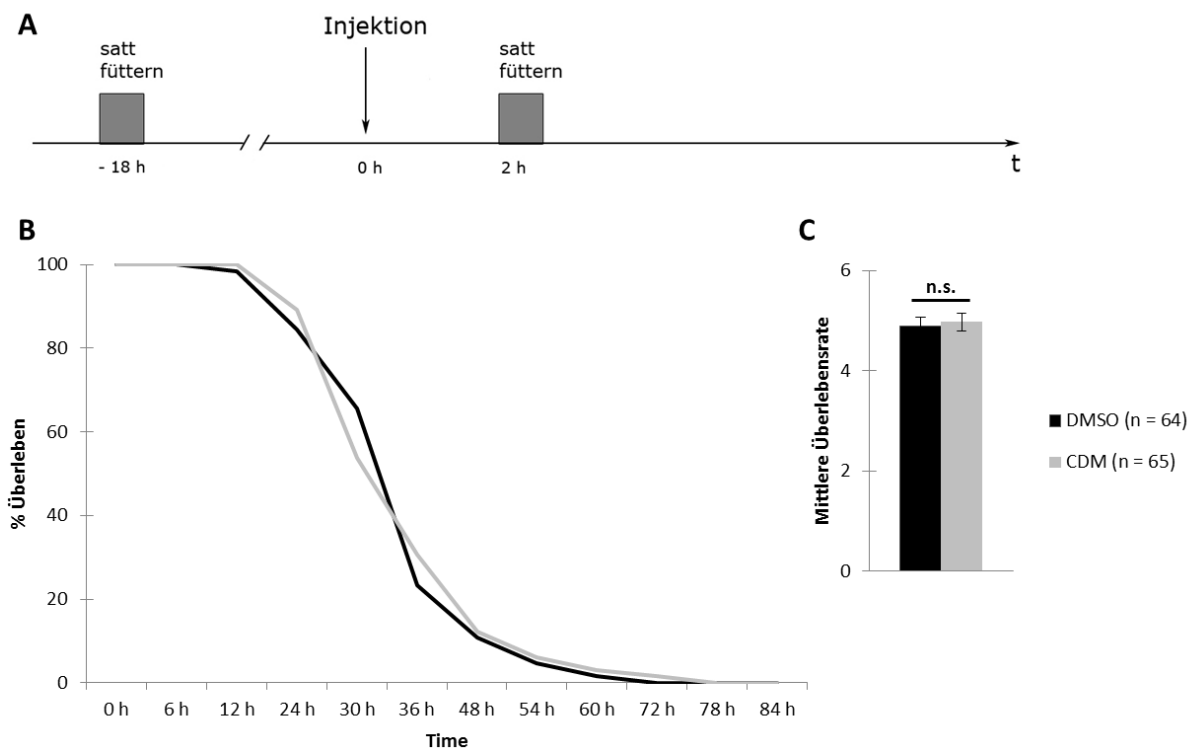 A
Injektion
satt
füttern
satt
füttern
- 18 h
0 h
2 h
t
B
100
80
60
40
20
0
% Überleben
0 h 6 h 12 h 24 h 30 h 36 h 48 h 54 h 60 h 72 h 78 h 84 h
Time
C
6
4
2
0
Mittlere Überlebensrate
n.s.
DMSO (n = 64)
CDM (n = 65)